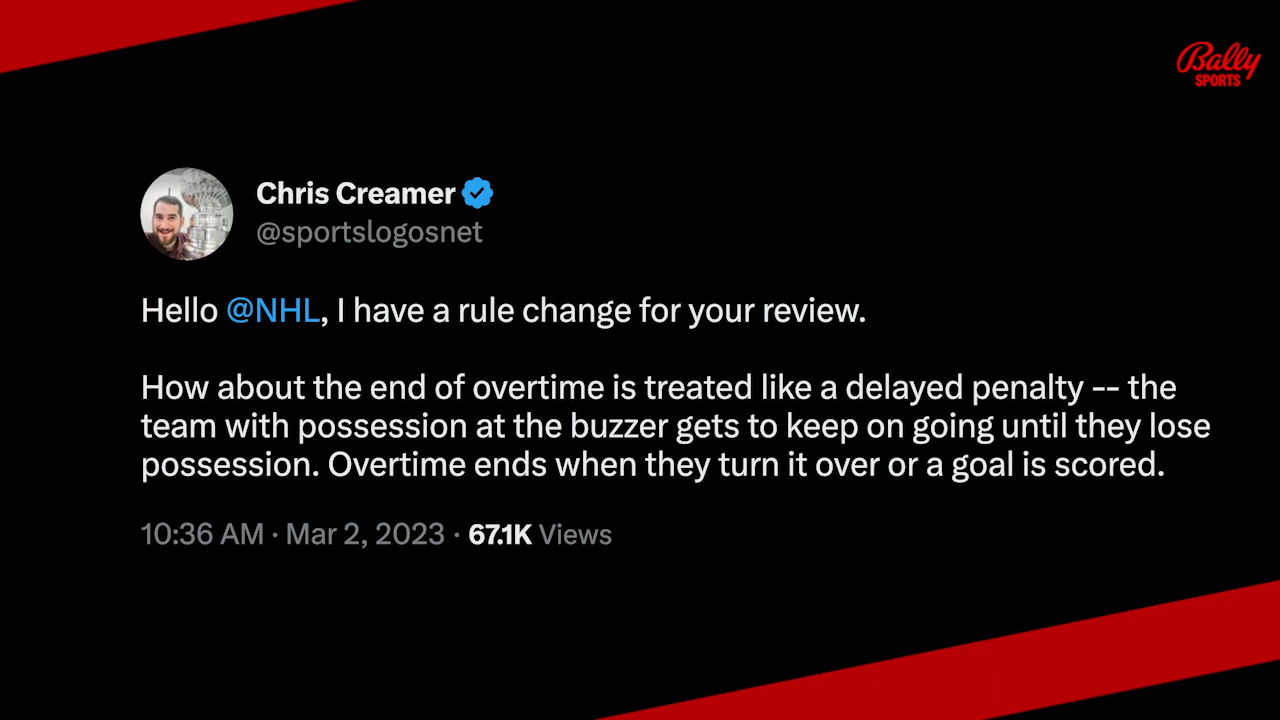 Bally
SPORTS
Chris Creamer
@sportslogosnet
Hello @NHL, I have a rule change for your review.
How about the end of overtime is treated like a delayed penalty -- the
team with possession at the buzzer gets to keep on going until they lose
possession. Overtime ends when they turn it over or a goal is scored.
10:36 AM · Mar 2, 2023 · 67.1K Views